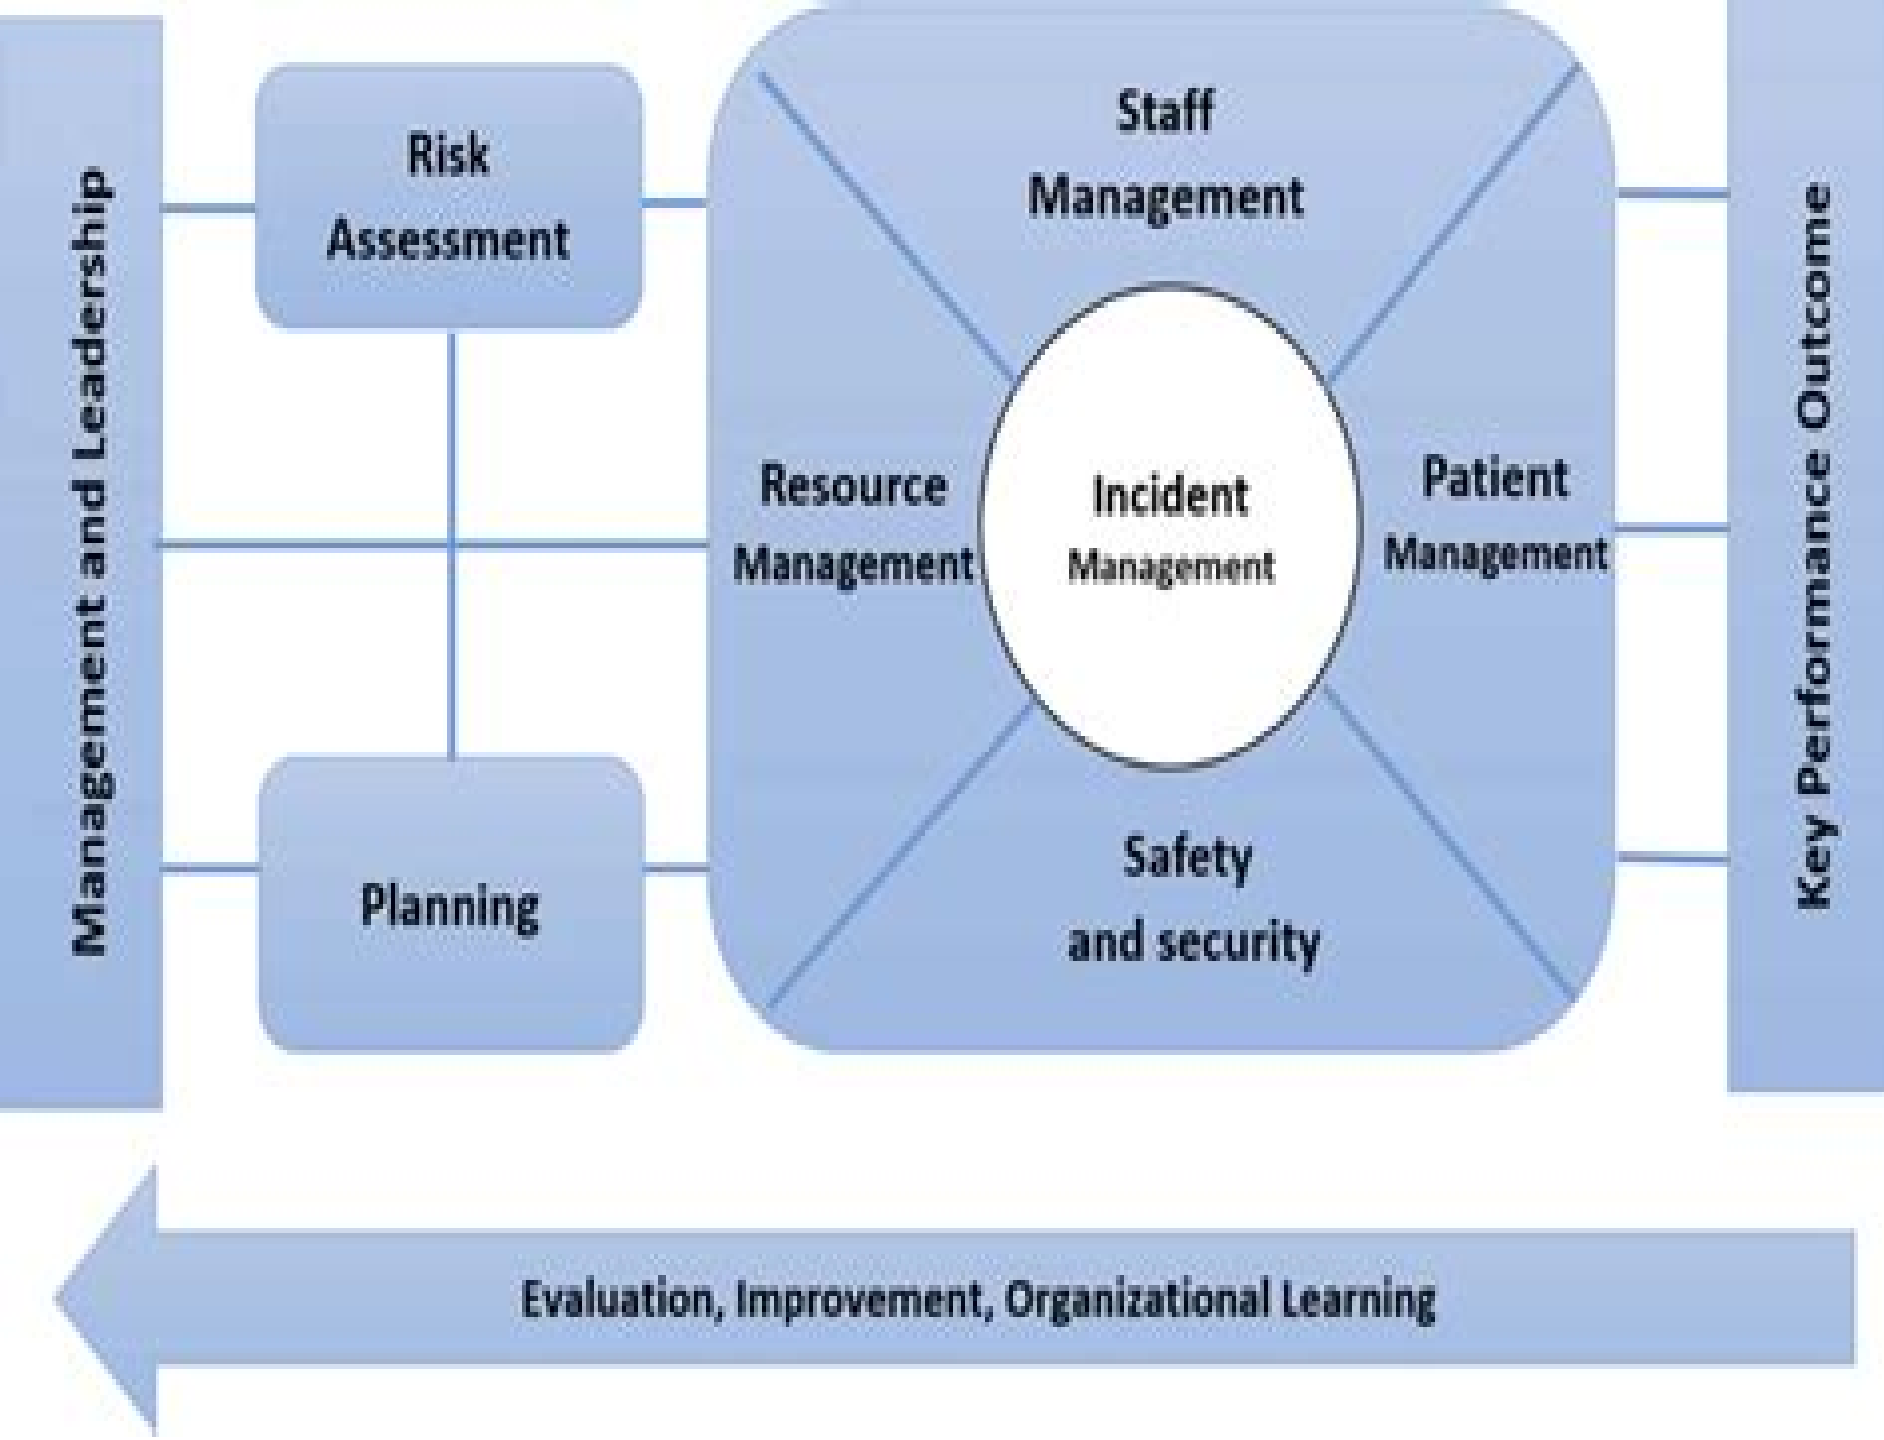 Management and Leadership
Risk
Assessment
Planning
Staff
Management
Resource
Management
Incident
Management
Patient
Management
Safety
and security
Key Performance Outcome
Evaluation, Improvement, Organizational Learning